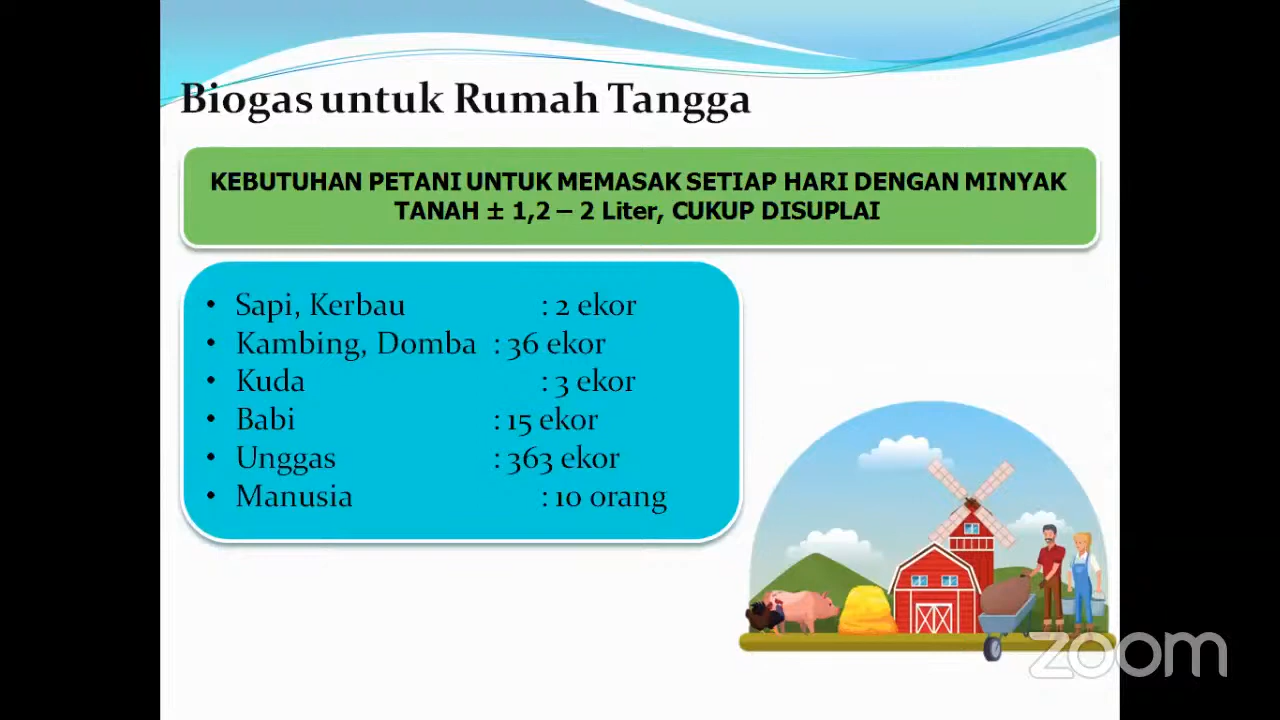 Biogas untuk Rumah Tangga
KEBUTUHAN PETANI UNTUK MEMASAK SETIAP HARI DENGAN MINYAK
TANAH ± 1,2 – 2 Liter, CUKUP DISUPLAI
• Sapi, Kerbau : 2 ekor
• Kambing, Domba : 36 ekor
• Kuda : 3 ekor
• Babi : 15 ekor
• Unggas : 363 ekor
• Manusia : 10 orang
zoom